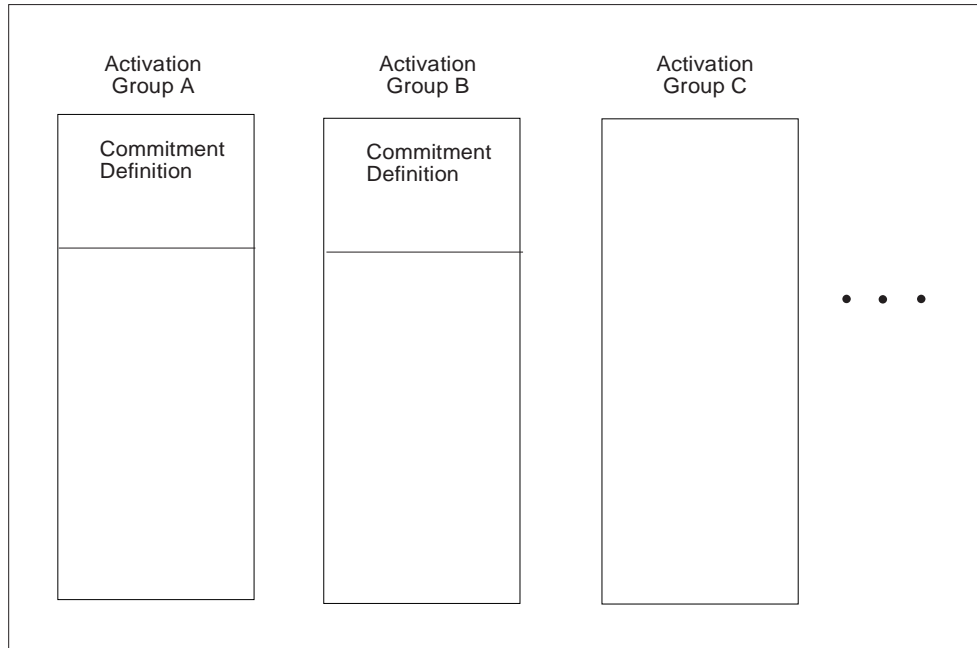 Activation
Group A
Activation
Group B
Activation
Group C
Commitment
Definition
Commitment
Definition